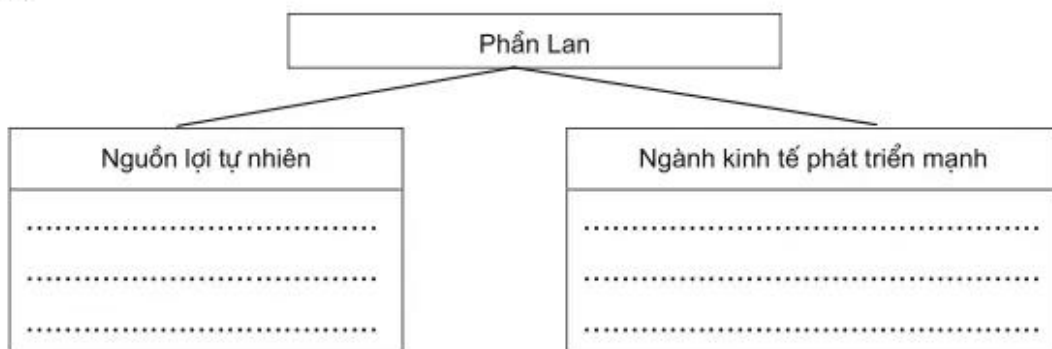 Phần Lan
Nguồn lợi tự nhiên
Ngành kinh tế phát triển mạnh
.....................................
................................................
.....................................
................................................
.....................................
................................................